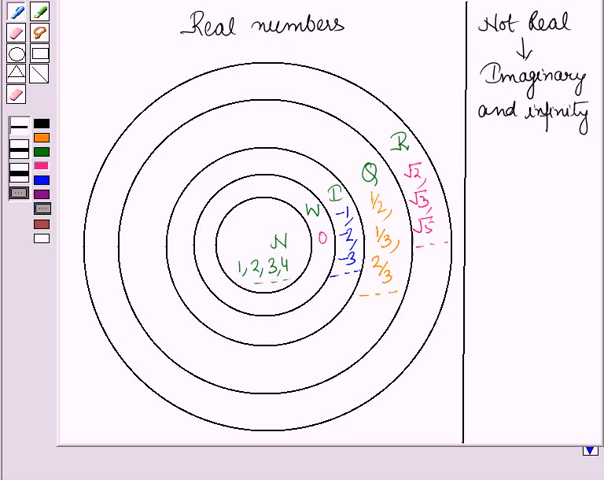 Real numbers
Not Real
Imaginary
and infinity
R
Q
I
W
N
√2,
√3,
√5
1/2,
1/3,
2/3
-1,
-2,
-3
0
1, 2, 3, 4